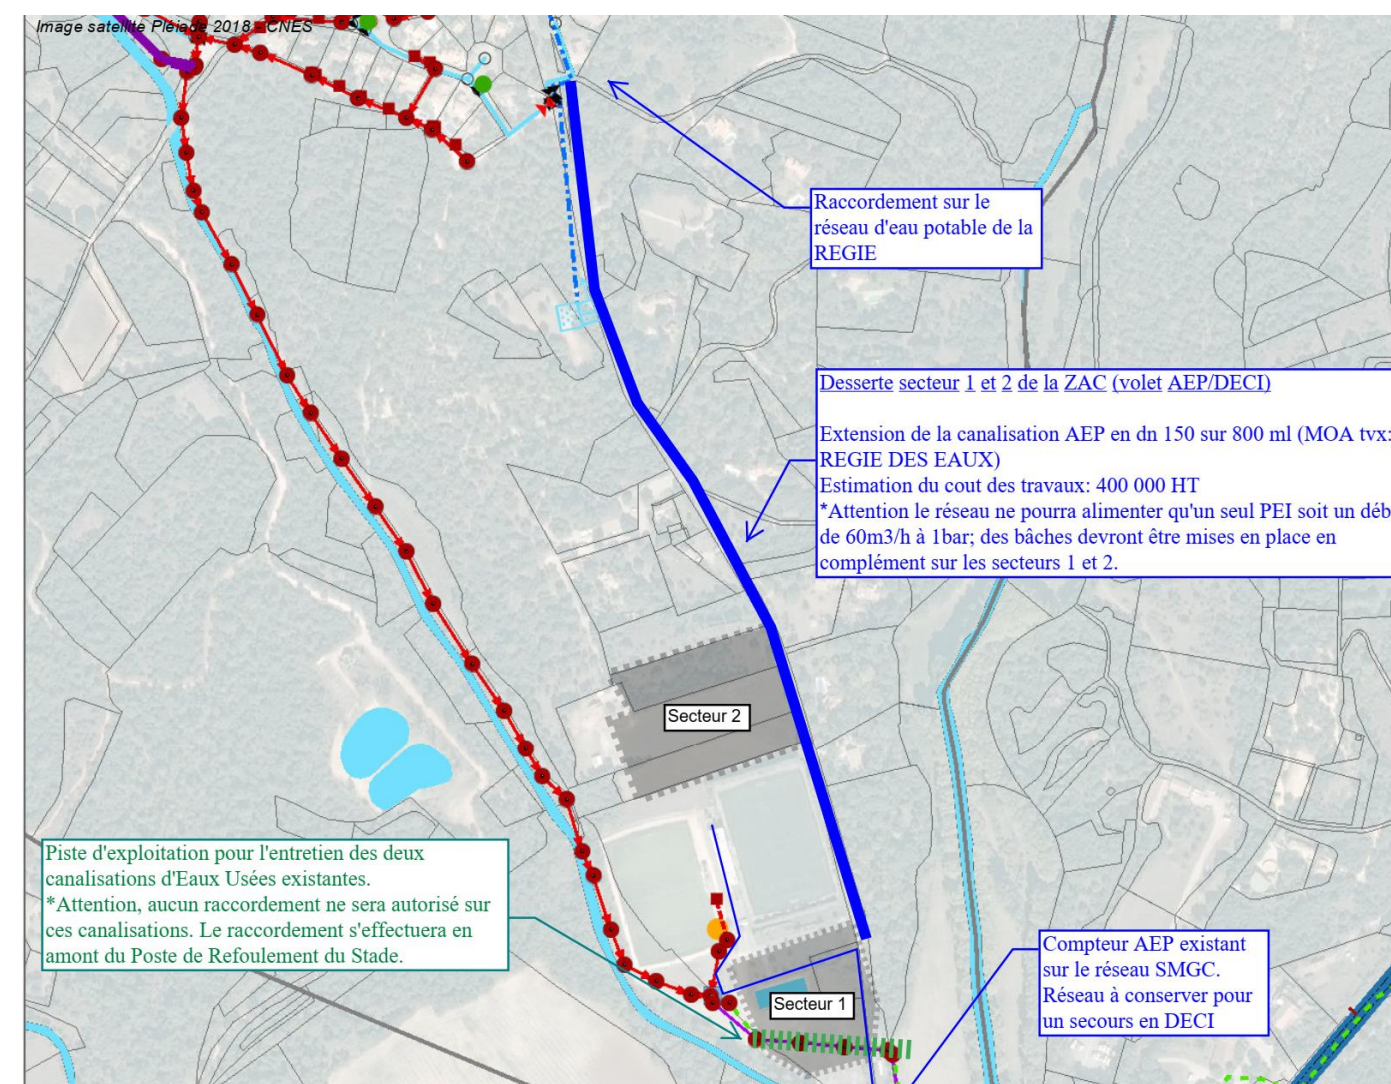 Image satellite Pléiade 2018 - CNES
Raccordement sur le
réseau d'eau potable de la
REGIE
Desserte secteur 1 et 2 de la ZAC (volet AEP/DECI)
Extension de la canalisation AEP en dn 150 sur 800 ml (MOA tvx:
REGIE DES EAUX)
Estimation du cout des travaux: 400 000 HT
*Attention le réseau ne pourra alimenter qu'un seul PEI soit un déb
de 60m3/h à 1bar; des bâches devront être mises en place en
complément sur les secteurs 1 et 2.
Secteur 2
Piste d'exploitation pour l'entretien des deux
canalisations d'Eaux Usées existantes.
*Attention, aucun raccordement ne sera autorisé sur
ces canalisations. Le raccordement s'effectuera en
amont du Poste de Refoulement du Stade.
Secteur 1
Compteur AEP existant
sur le réseau SMGC.
Réseau à conserver pour
un secours en DECI